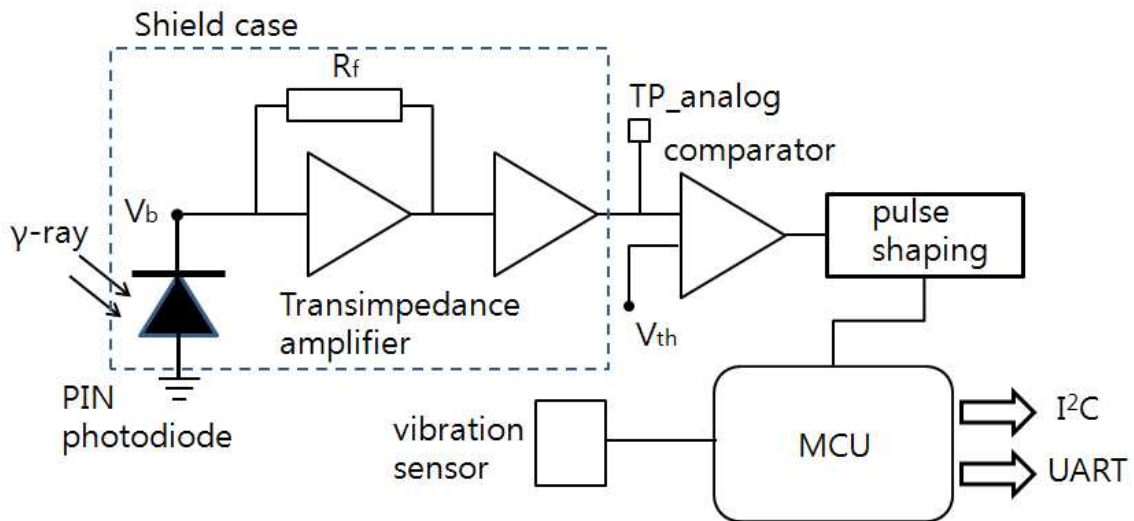 Shield case
Rf
TP_analog
comparator
Vb
γ-ray
pulse
shaping
Transimpedance
amplifier
Vth
PIN
photodiode
vibration
sensor
MCU
I²C
UART